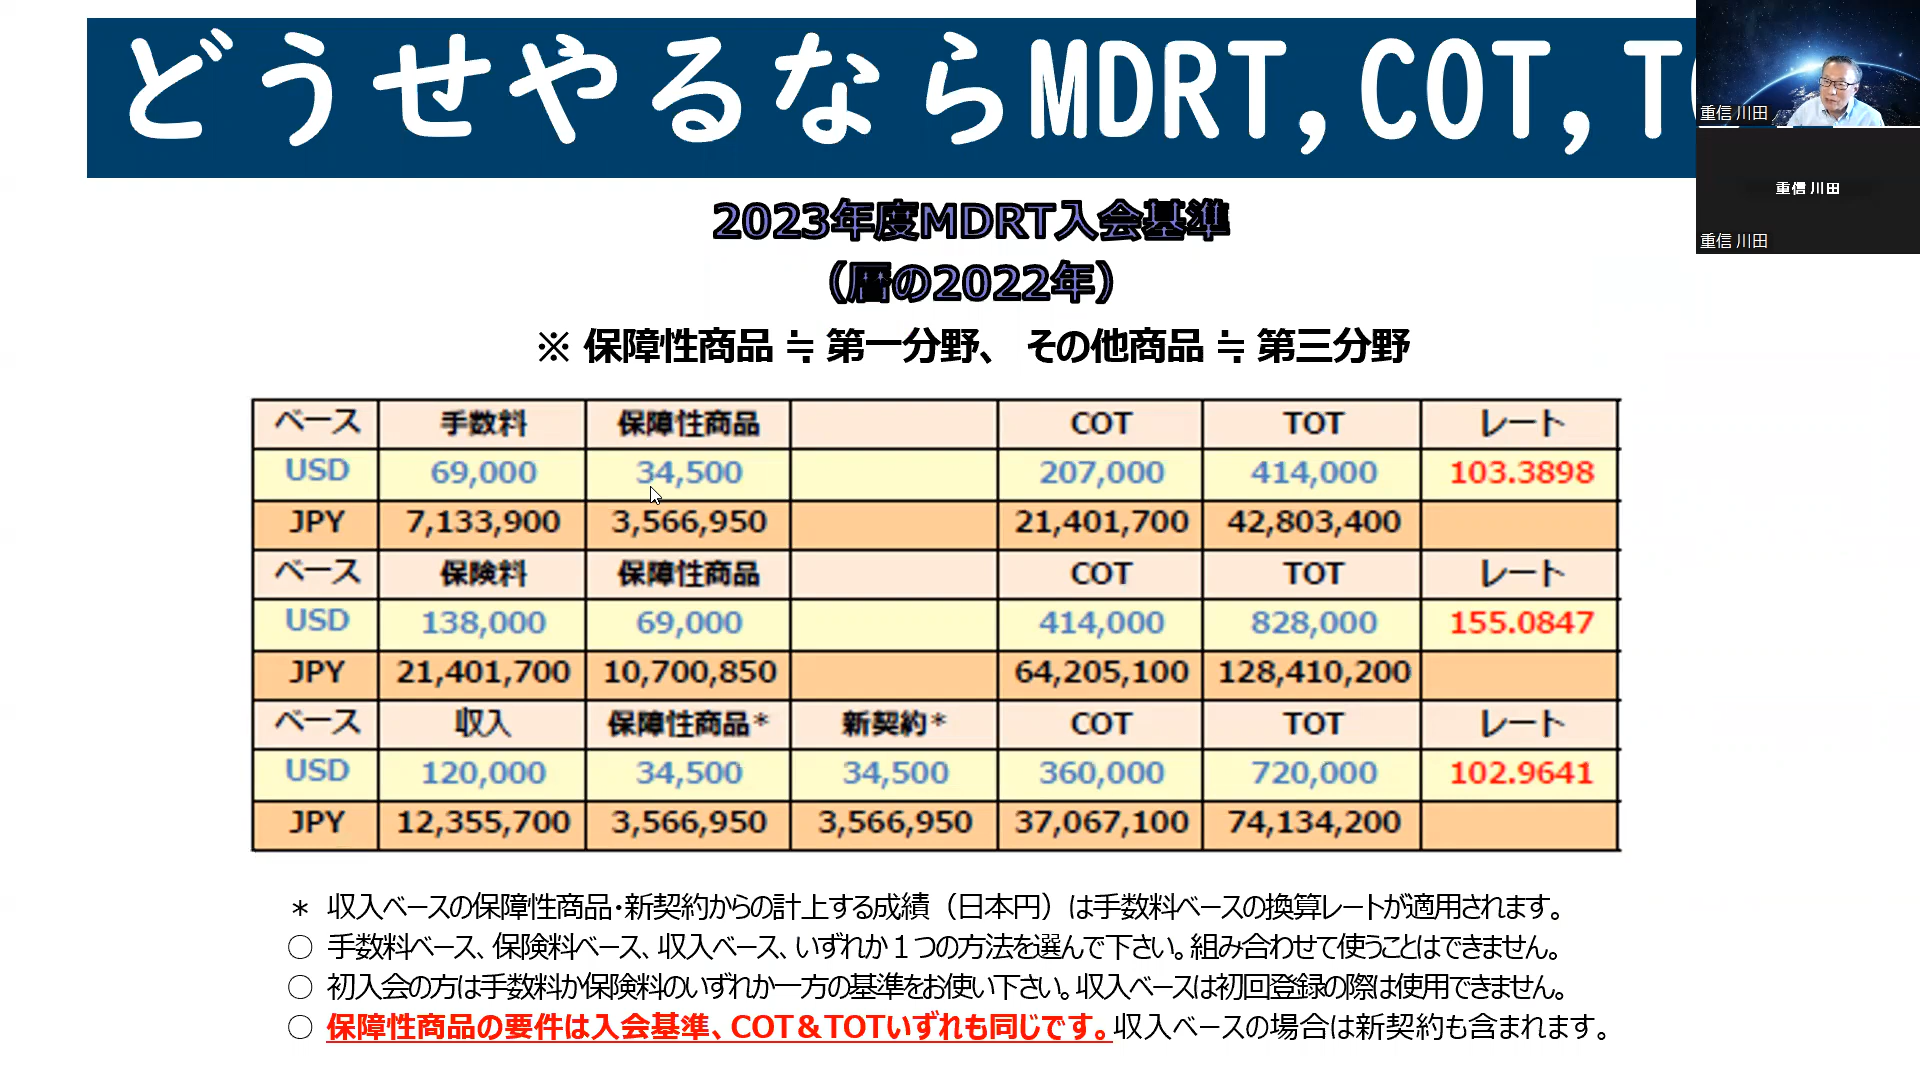 どうせやるならMDRT,COT,T
2023年度MDRT入会基準
（暦の2022年）
※ 保障性商品 ≒ 第一分野、 その他商品 ≒ 第三分野
ベース 手数料 保障性商品 COT TOT レート
USD 69,000 34,500 207,000 414,000 103.3898
JPY 7,133,900 3,566,950 21,401,700 42,803,400
ベース 保険料 保障性商品 COT TOT レート
USD 138,000 69,000 414,000 828,000 155.0847
JPY 21,401,700 10,700,850 64,205,100 128,410,200
ベース 収入 保障性商品* 新契約* COT TOT レート
USD 120,000 34,500 34,500 360,000 720,000 102.9641
JPY 12,355,700 3,566,950 3,566,950 37,067,100 74,134,200
＊ 収入ベースの保障性商品・新契約からの計上する成績（日本円）は手数料ベースの換算レートが適用されます。
○ 手数料ベース、保険料ベース、収入ベース、いずれか１つの方法を選んで下さい。組み合わせて使うことはできません。
○ 初入会の方は手数料か保険料のいずれか一方の基準をお使い下さい。収入ベースは初回登録の際は使用できません。
○ 保障性商品の要件は入会基準、COT＆TOTいずれも同じです。収入ベースの場合は新契約も含まれます。
重信 川田
重信 川田
重信 川田